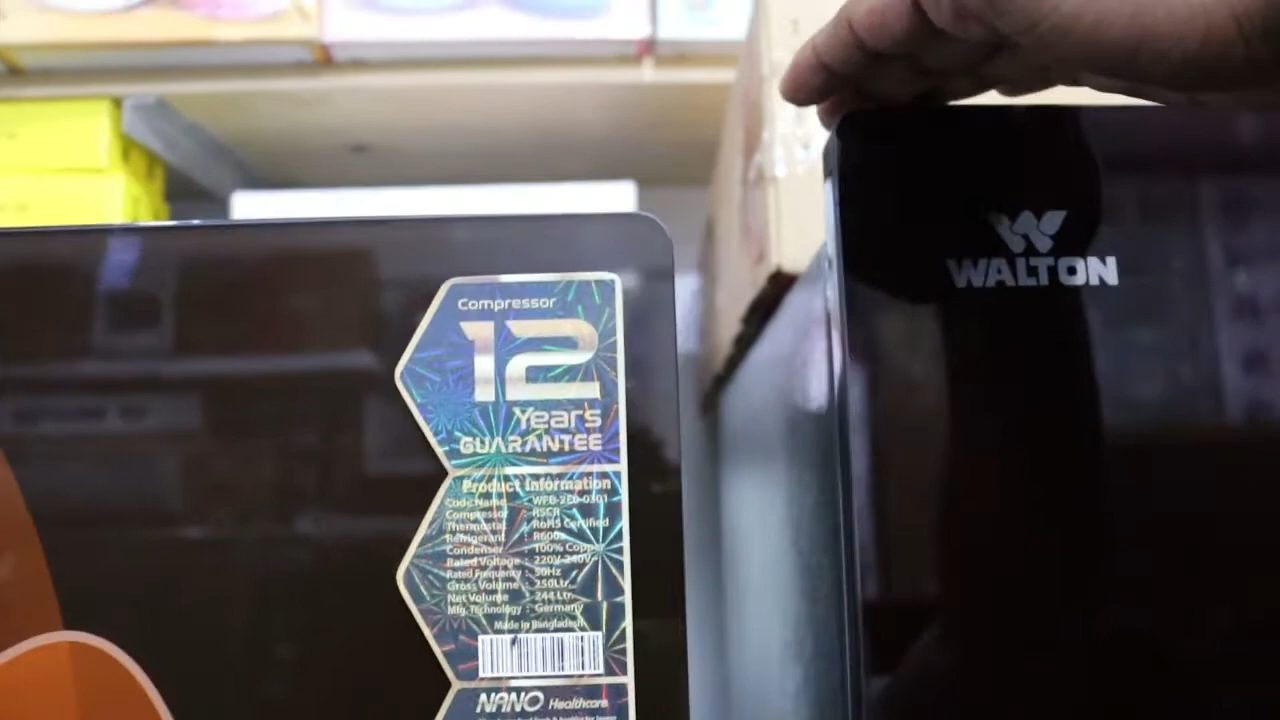 Compressor
12
Years
GUARANTEE
Product Information
Code Name : WFB-2E0-0301
Compressor : RSCR
Thermostat : RoHS Certified
Refrigerant : R600a
Condenser : 100% Copper
Rated Voltage : 220V-240V~
Rated Frequency : 50Hz
Gross Volume : 250Ltr.
Net Volume : 244 Ltr.
Mfg. Technology : Germany
Made in Bangladesh
NANO Healthcare
WALTON